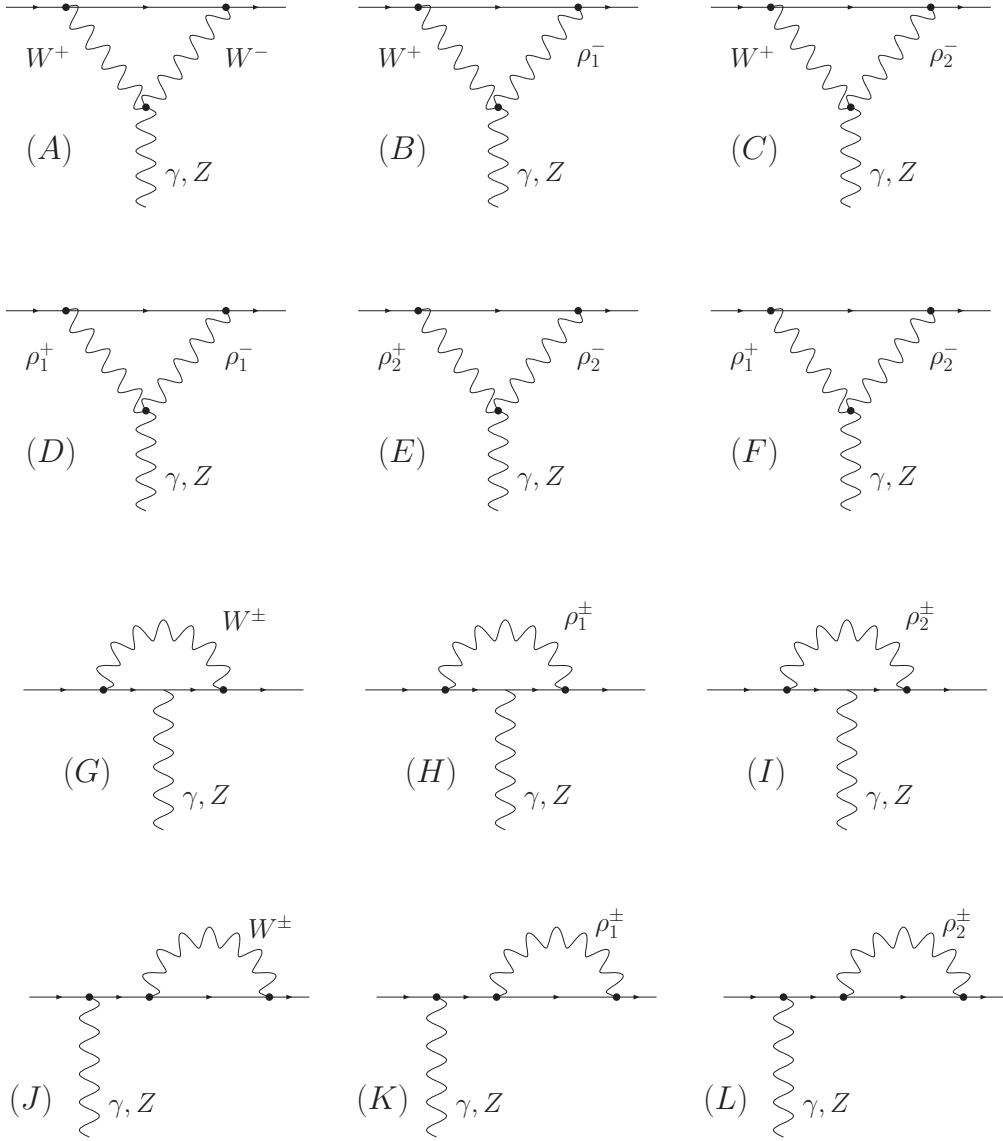 W⁺ W⁻ W⁺ ρ₁⁻ W⁺ ρ₂⁻
(A) γ, Z (B) γ, Z (C) γ, Z
ρ₁⁺ ρ₁⁻ ρ₂⁺ ρ₂⁻ ρ₁⁺ ρ₂⁻
(D) γ, Z (E) γ, Z (F) γ, Z
W± ρ₁± ρ₂±
(G) γ, Z (H) γ, Z (I) γ, Z
W± ρ₁± ρ₂±
(J) γ, Z (K) γ, Z (L) γ, Z